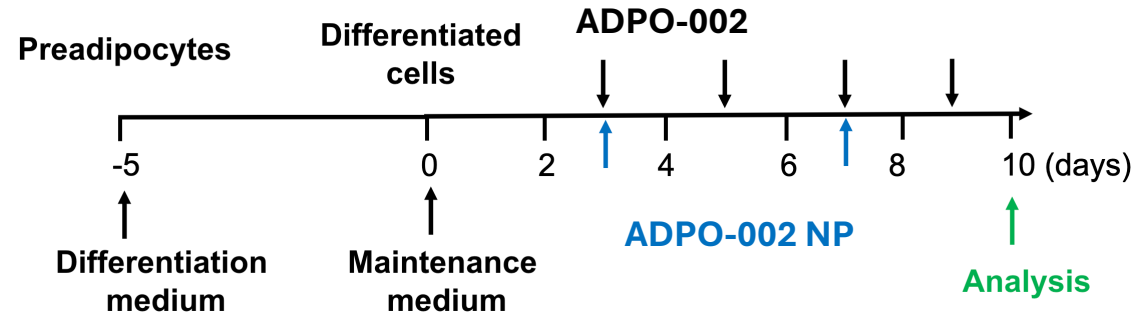 Preadipocytes
Differentiated
cells
ADPO-002
-5
0
2
4
6
8
10 (days)
Differentiation
medium
Maintenance
medium
ADPO-002 NP
Analysis